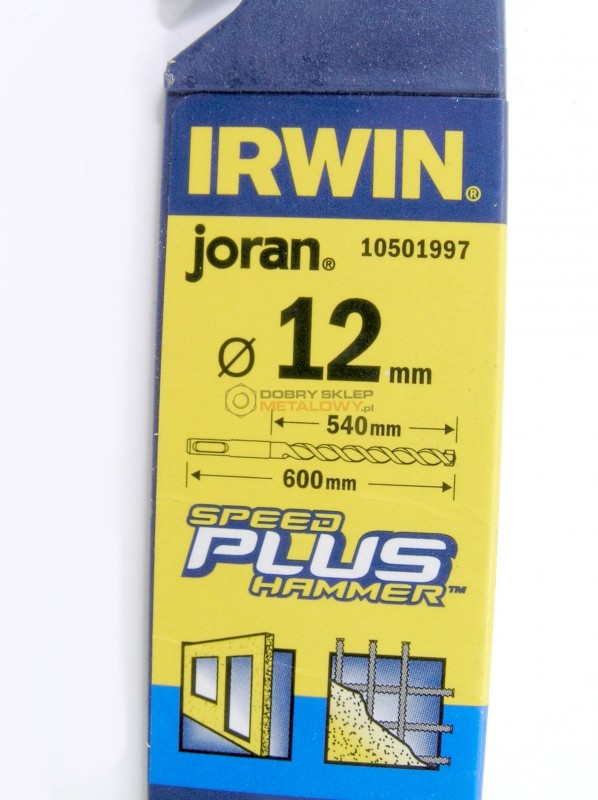 IRWIN®
joran® 10501997
Ø 12 mm
DOBRY SKLEP
METALOWY.pl
540mm
600mm
SPEED
PLUS
HAMMER™